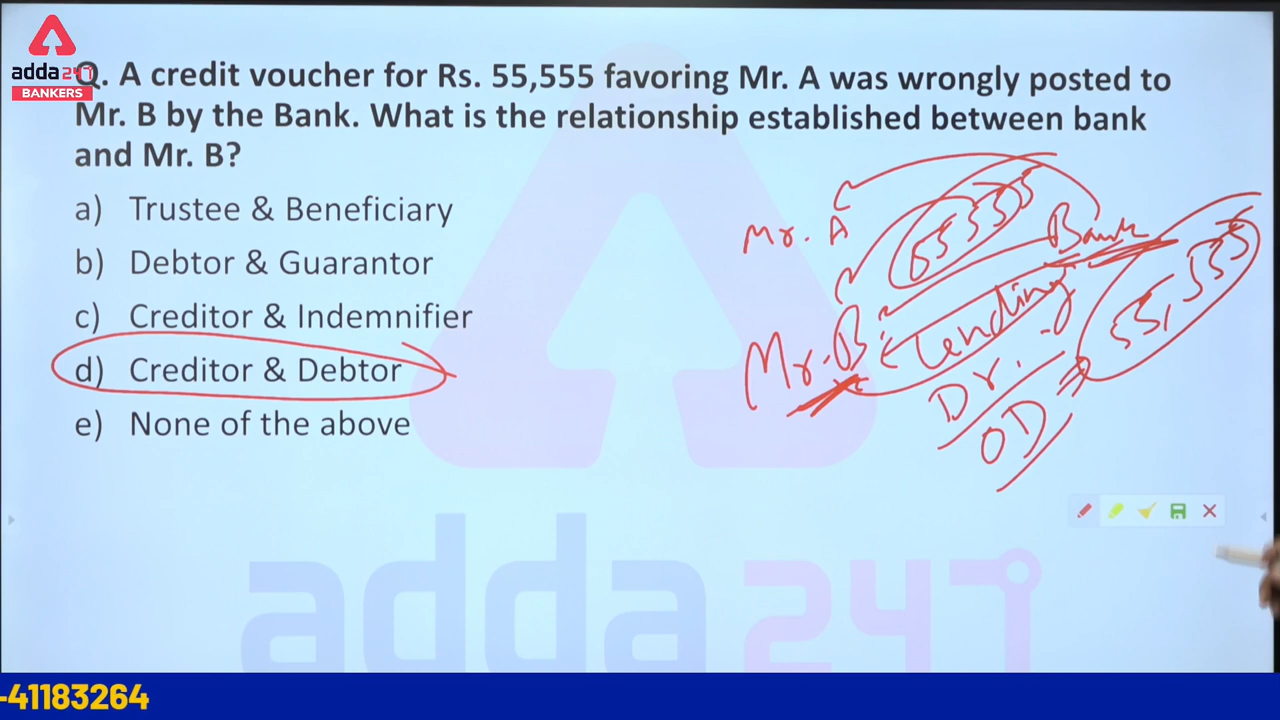 adda247
BANKERS
Q. A credit voucher for Rs. 55,555 favoring Mr. A was wrongly posted to
Mr. B by the Bank. What is the relationship established between bank
and Mr. B?
a) Trustee & Beneficiary
b) Debtor & Guarantor
c) Creditor & Indemnifier
d) Creditor & Debtor
e) None of the above
Mr. A
55555
Bank
Mr. B
Lending
55,555
Dr.
OD
adda247
-41183264